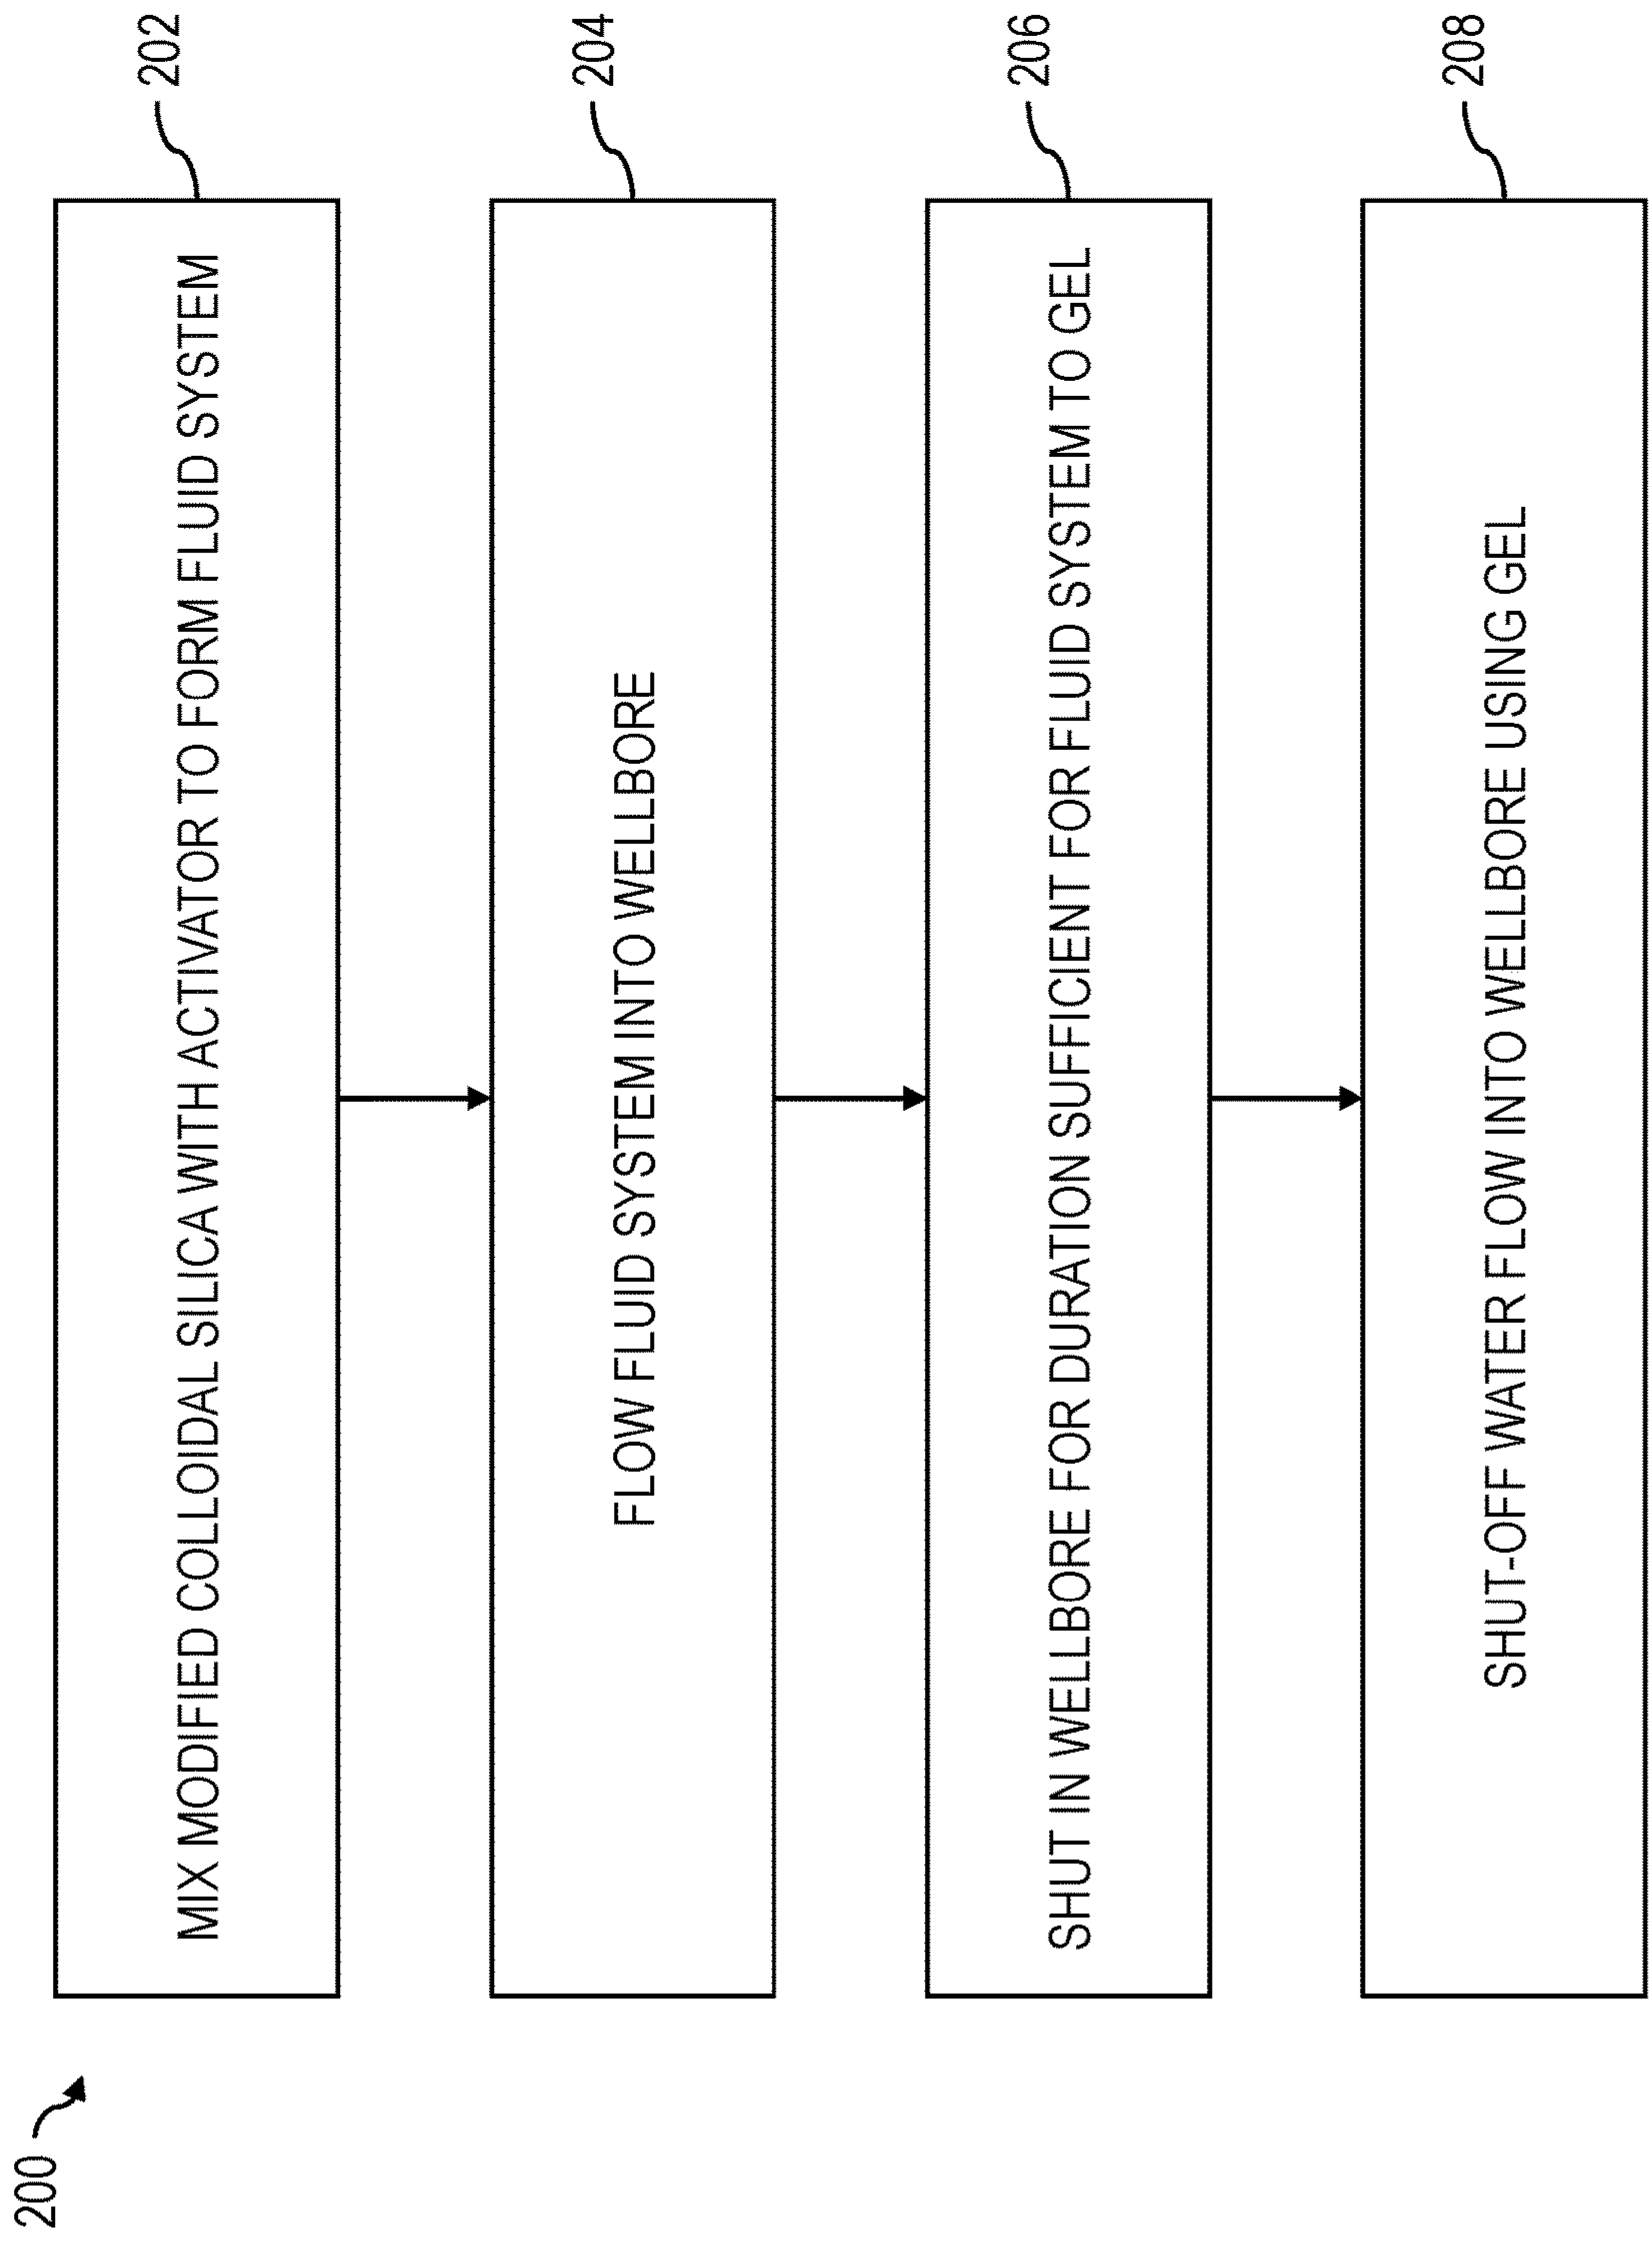 200
MIX MODIFIED COLLOIDAL SILICA WITH ACTIVATOR TO FORM FLUID SYSTEM
202
FLOW FLUID SYSTEM INTO WELLBORE
204
SHUT IN WELLBORE FOR DURATION SUFFICIENT FOR FLUID SYSTEM TO GEL
206
SHUT-OFF WATER FLOW INTO WELLBORE USING GEL
208